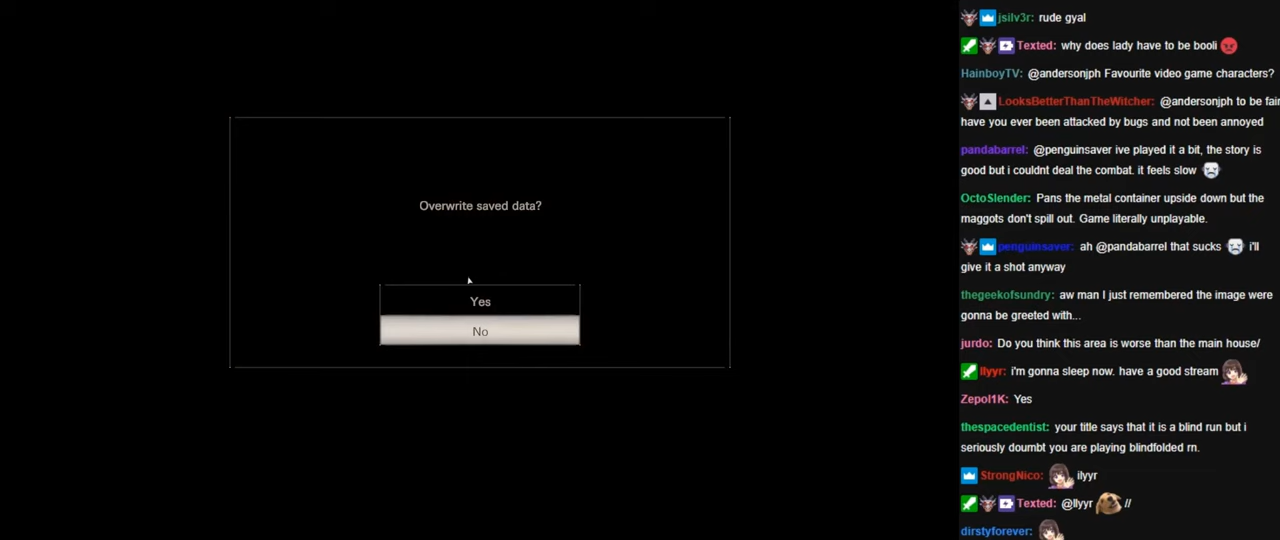 Overwrite saved data?
Yes
No
jsilv3r: rude gyal
Texted: why does lady have to be booli
HainboyTV: @andersonjph Favourite video game characters?
LooksBetterThanTheWitcher: @andersonjph to be fair
have you ever been attacked by bugs and not been annoyed
pandabarrel: @penguinsaver ive played it a bit, the story is
good but i couldnt deal the combat. it feels slow
OctoSlender: Pans the metal container upside down but the
maggots don't spill out. Game literally unplayable.
penguinsaver: ah @pandabarrel that sucks i'll
give it a shot anyway
thegeekofsundry: aw man I just remembered the image were
gonna be greeted with...
jurdo: Do you think this area is worse than the main house/
llyyr: i'm gonna sleep now. have a good stream
Zepol1K: Yes
thespacedentist: your title says that it is a blind run but i
seriously doumbt you are playing blindfolded rn.
StrongNico: ilyyr
Texted: @llyyr //
dirstyforever: